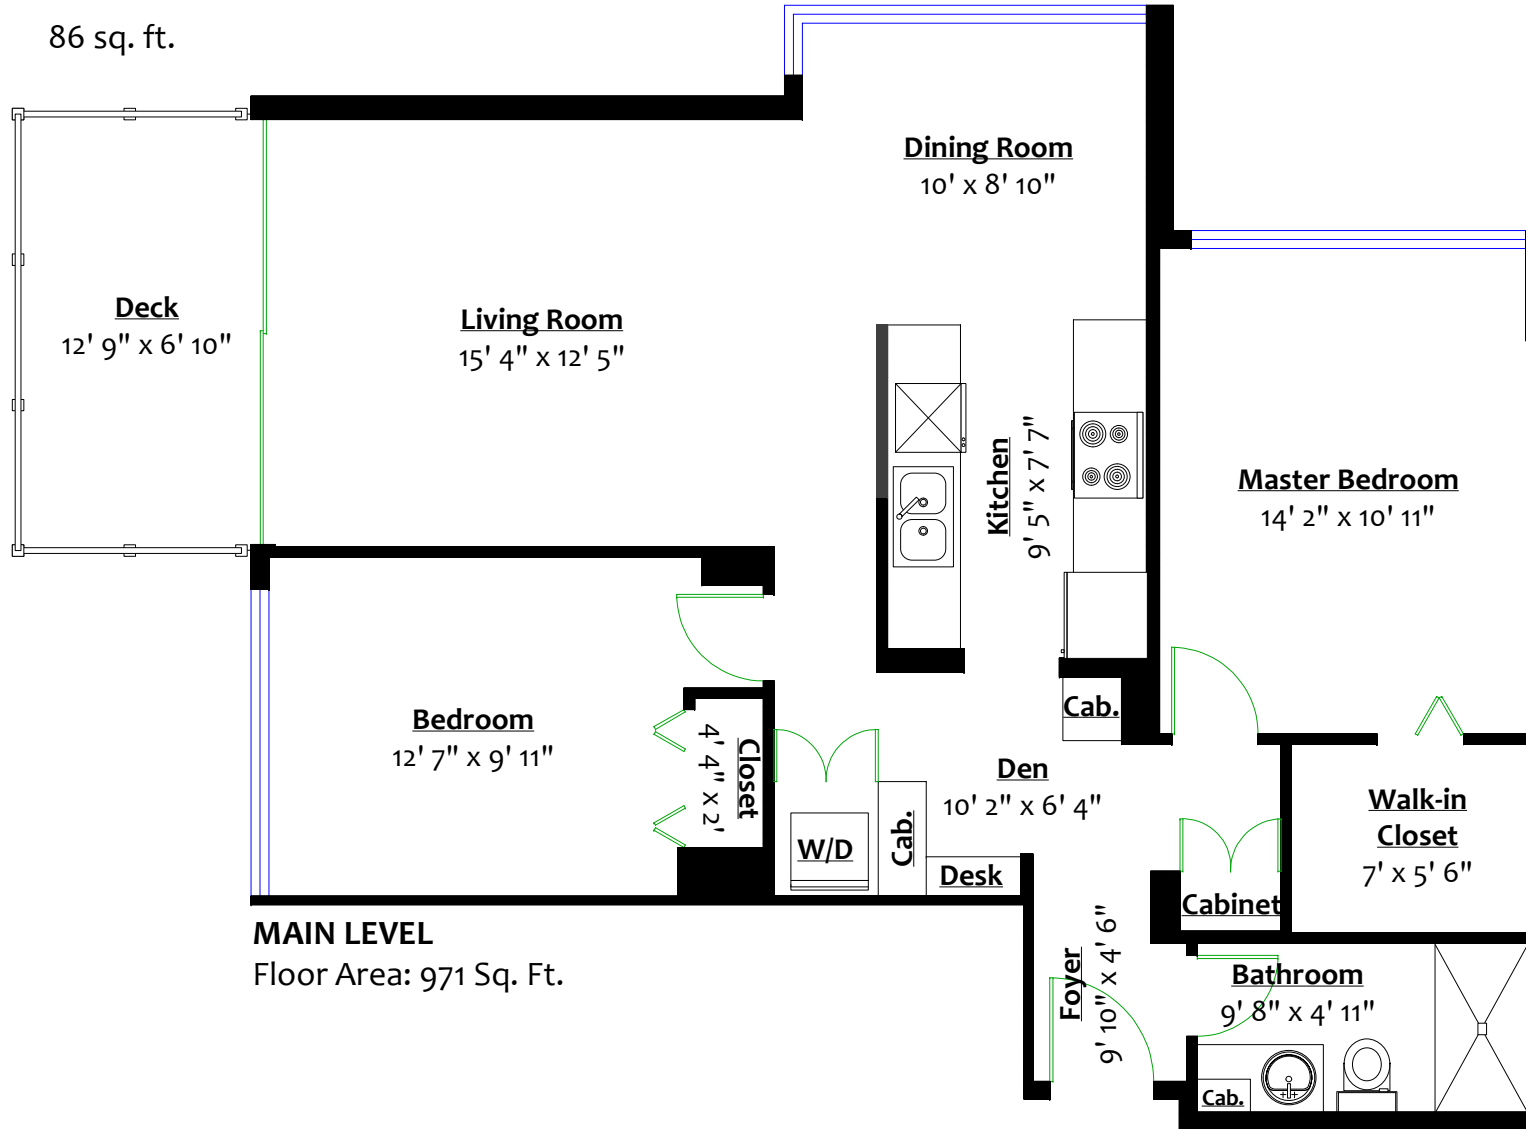 86 sq. ft.
Dining Room
10' x 8' 10"
Deck
12' 9" x 6' 10"
Living Room
15' 4" x 12' 5"
Kitchen
9' 5" x 7' 7"
Master Bedroom
14' 2" x 10' 11"
Bedroom
12' 7" x 9' 11"
Closet
4' 4" x 2'
Cab.
Den
10' 2" x 6' 4"
W/D
Cab.
Desk
Walk-in
Closet
7' x 5' 6"
Cabinet
MAIN LEVEL
Floor Area: 971 Sq. Ft.
Foyer
9' 10" x 4' 6"
Bathroom
9' 8" x 4' 11"
Cab.